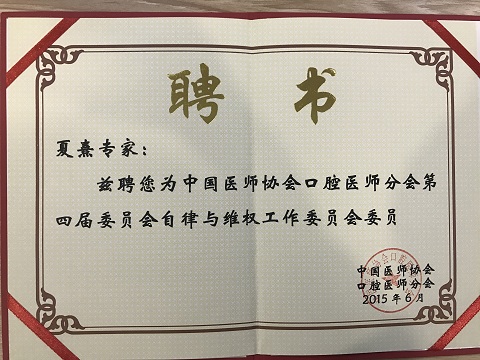 聘书
夏熹专家：
兹聘您为中国医师协会口腔医师分会第
四届委员会自律与维权工作委员会委员
中国医师协会
口腔医师分会
2015年6月